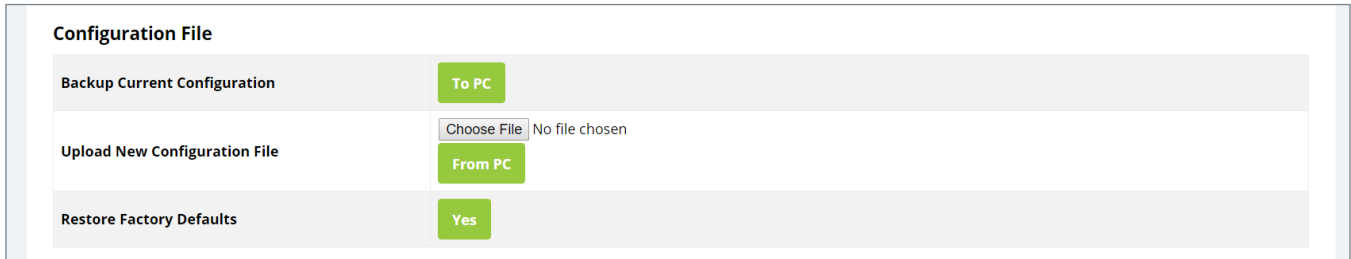 Configuration File
Backup Current Configuration
To PC
Upload New Configuration File
Choose File No file chosen
From PC
Restore Factory Defaults
Yes